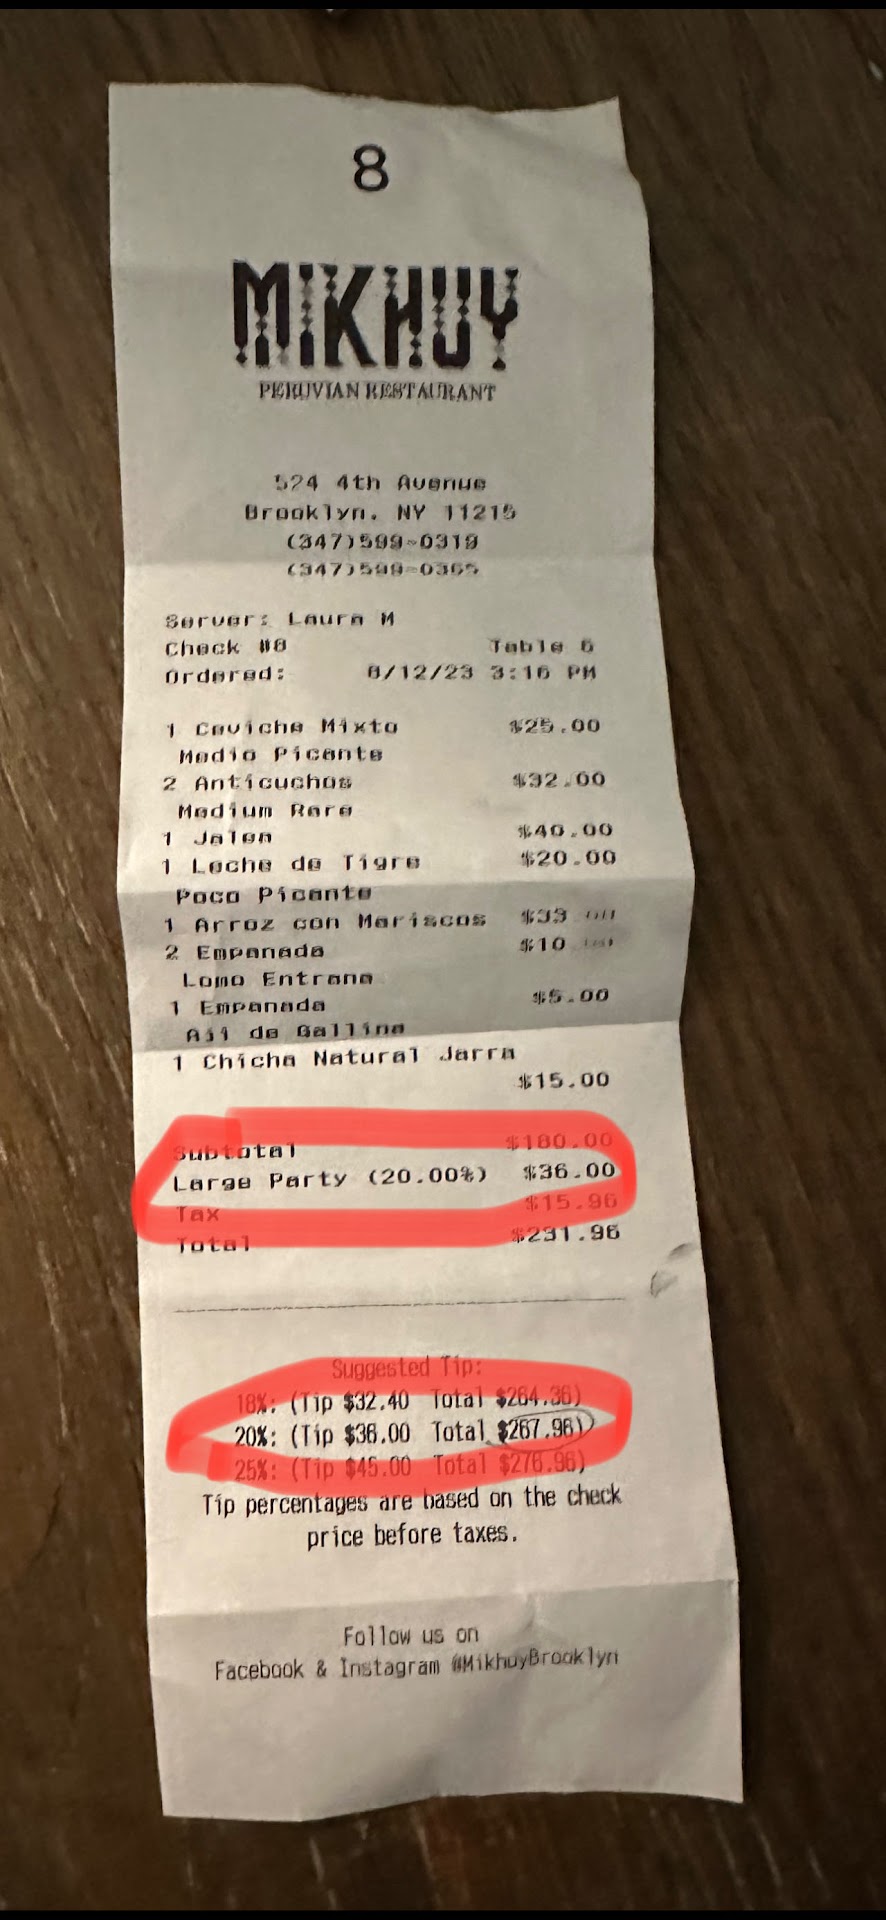 8
MIKHUY
PERUVIAN RESTAURANT
524 4th Avenue
Brooklyn, NY 11215
(347)599-0319
(347)599-0365
Server: Laura M
Check #8 Table 6
Ordered: 8/12/23 3:16 PM
1 Ceviche Mixto $25.00
Medio Picante
2 Anticuchos $32.00
Medium Rare
1 Jalea $40.00
1 Leche de Tigre $20.00
Poco Picante
1 Arroz con Mariscos $33.00
2 Empanada $10.00
Lomo Entrana
1 Empanada $5.00
Aji de Gallina
1 Chicha Natural Jarra
$15.00
Subtotal $180.00
Large Party (20.00%) $36.00
Tax $15.96
Total $231.96
Suggested Tip:
18%: (Tip $32.40 Total $264.36)
20%: (Tip $36.00 Total $267.96)
25%: (Tip $45.00 Total $276.96)
Tip percentages are based on the check
price before taxes.
Follow us on
Facebook & Instagram @MikhuyBrooklyn